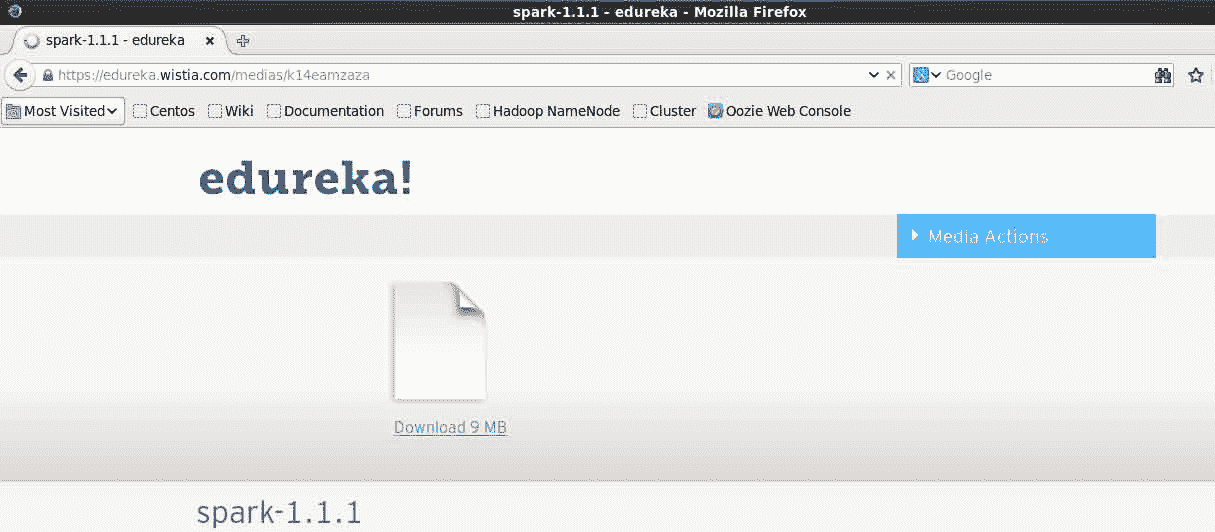 spark-1.1.1 - edureka - Mozilla Firefox
spark-1.1.1 - edureka
https://edureka.wistia.com/medias/k14eamzaza Google
Most Visited Centos Wiki Documentation Forums Hadoop NameNode Cluster Oozie Web Console
edureka!
Media Actions
Download 9 MB
spark-1.1.1